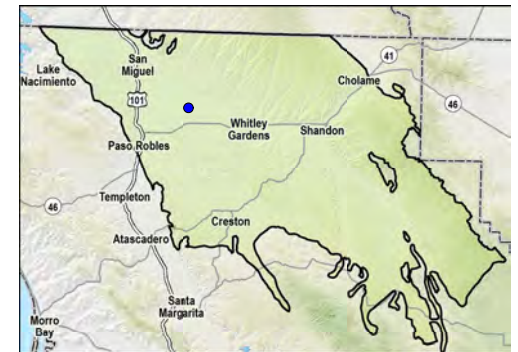 San
Miguel
Lake
Nacimiento
41
Cholame
101
46
Whitley
Gardens
Shandon
Paso Robles
Templeton
46
Creston
Atascadero
Santa
Margarita
Morro
Bay